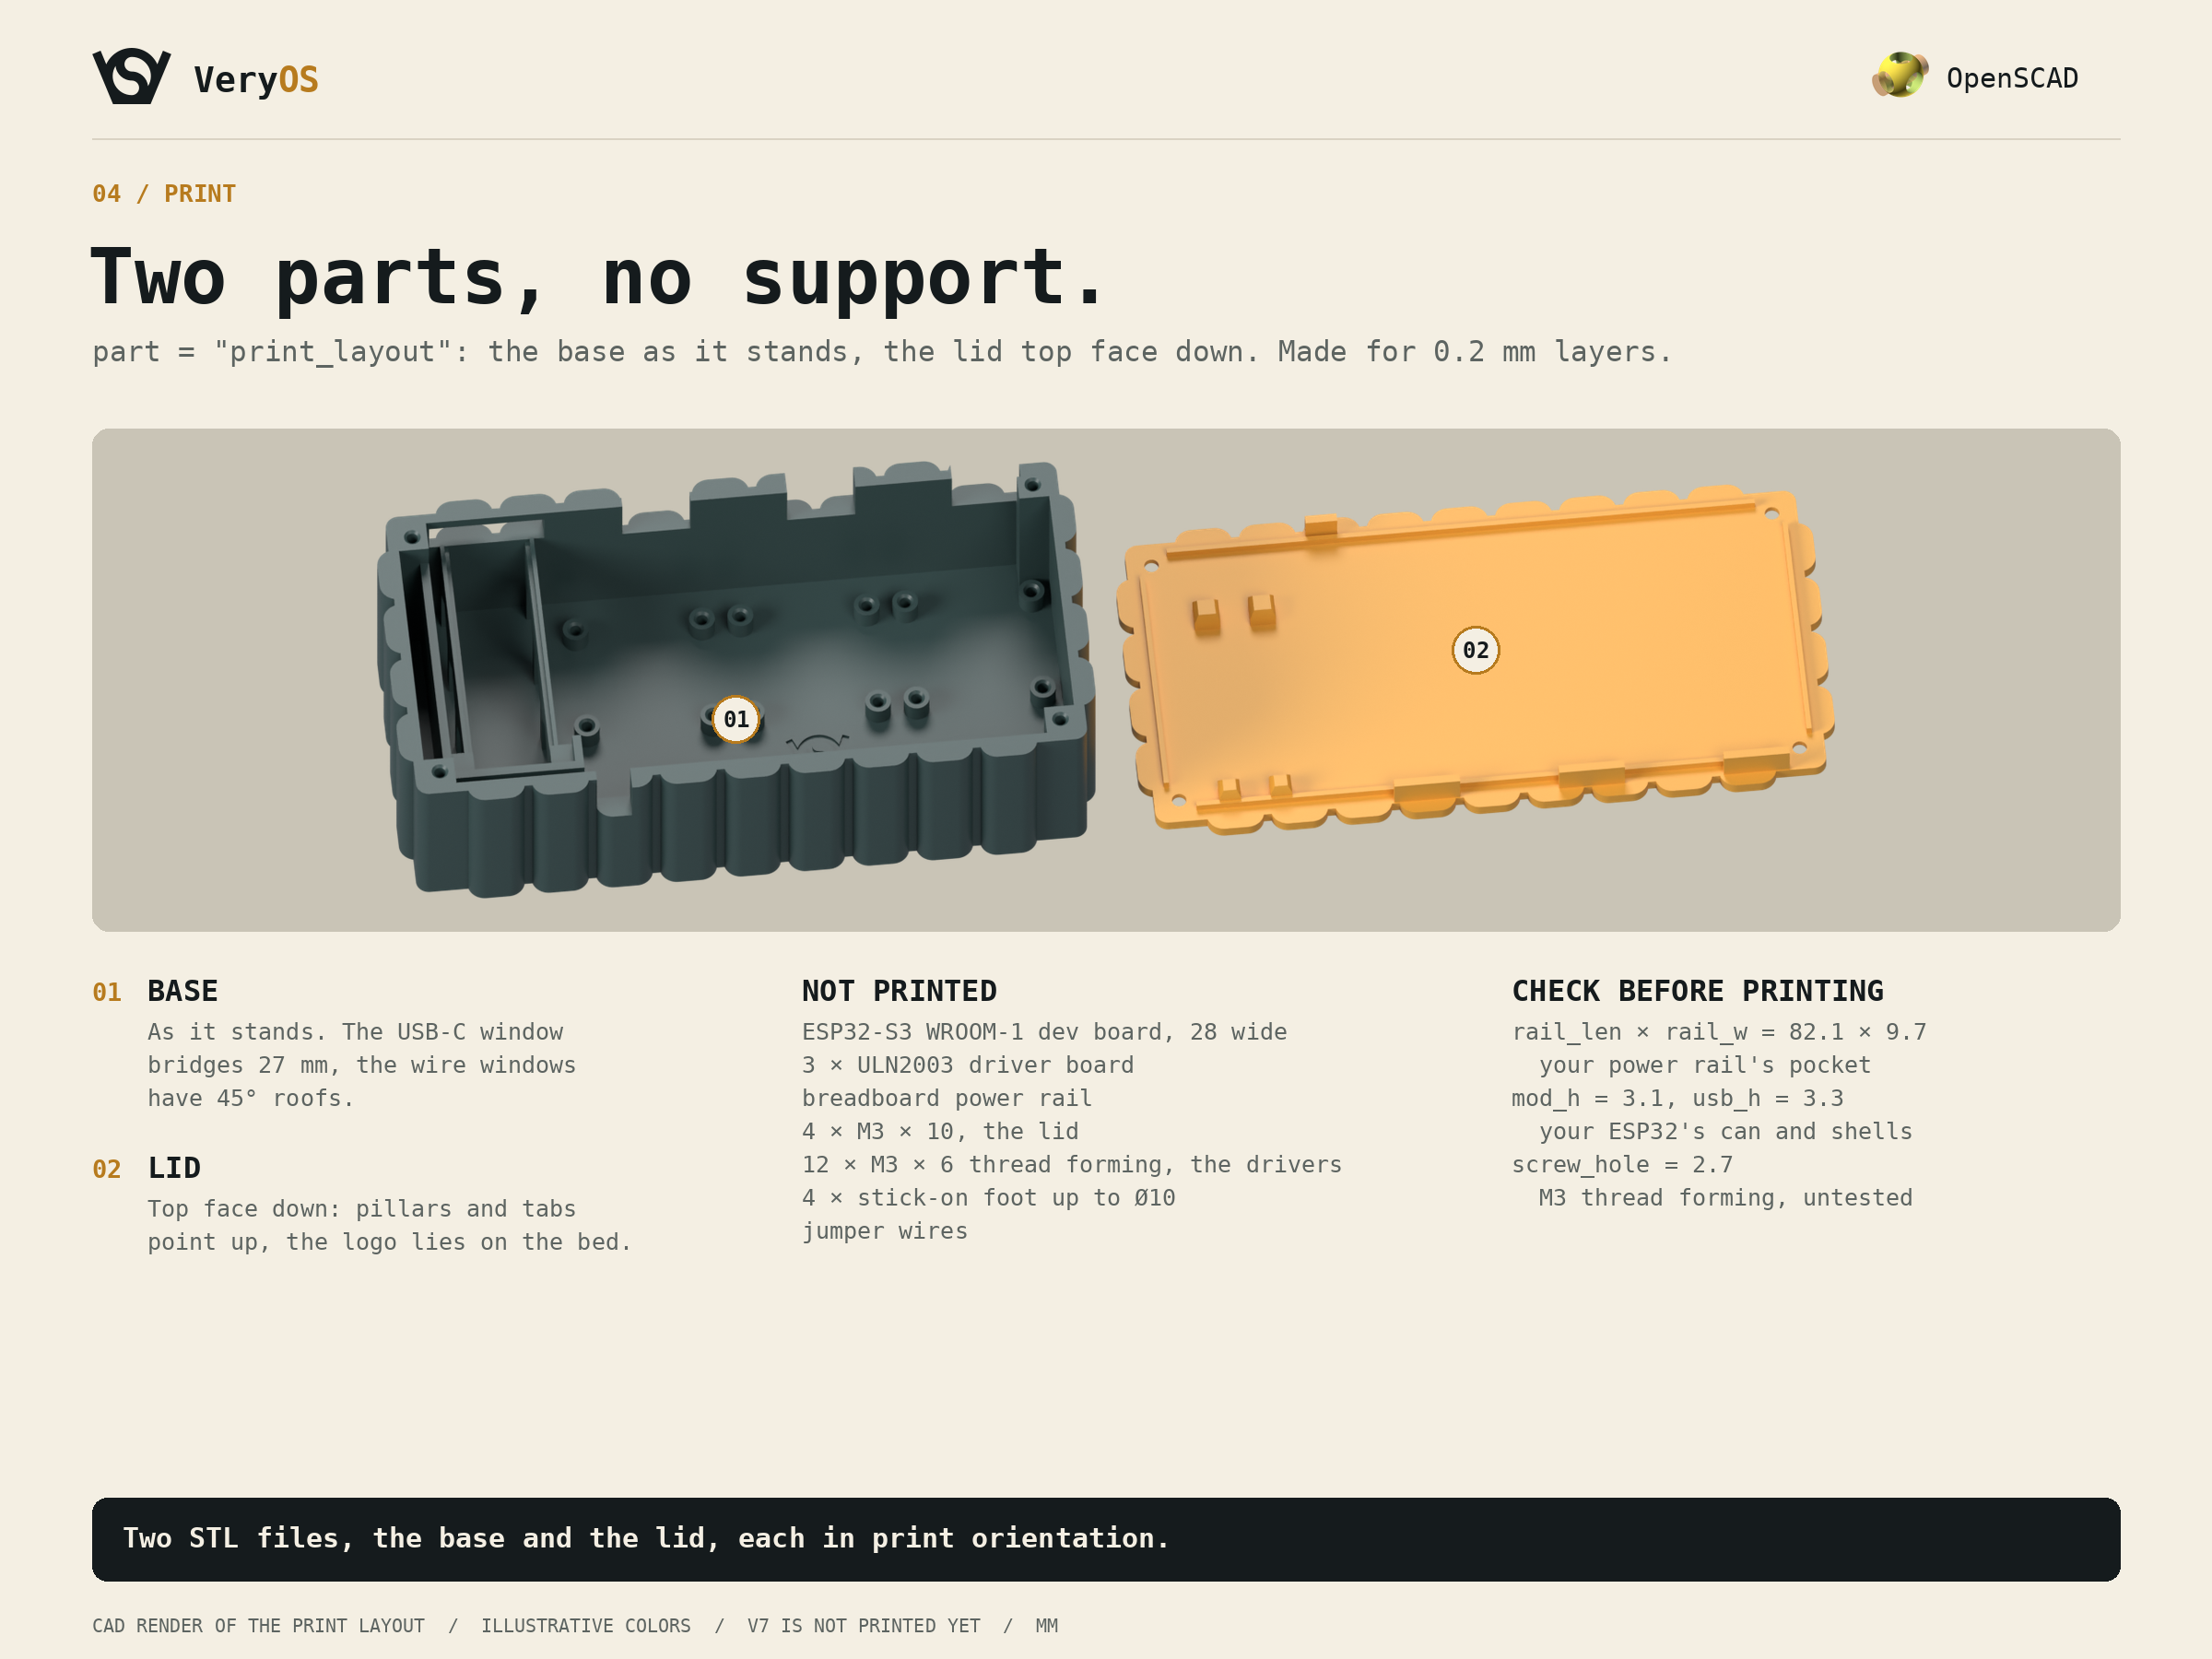 VeryOS
OpenSCAD
04 / PRINT
Two parts, no support.
part = "print_layout": the base as it stands, the lid top face down. Made for 0.2 mm layers.
01
02
01 BASE
As it stands. The USB-C window
bridges 27 mm, the wire windows
have 45° roofs.
02 LID
Top face down: pillars and tabs
point up, the logo lies on the bed.
NOT PRINTED
ESP32-S3 WROOM-1 dev board, 28 wide
3 × ULN2003 driver board
breadboard power rail
4 × M3 × 10, the lid
12 × M3 × 6 thread forming, the drivers
4 × stick-on foot up to Ø10
jumper wires
CHECK BEFORE PRINTING
rail_len × rail_w = 82.1 × 9.7
your power rail's pocket
mod_h = 3.1, usb_h = 3.3
your ESP32's can and shells
screw_hole = 2.7
M3 thread forming, untested
Two STL files, the base and the lid, each in print orientation.
CAD RENDER OF THE PRINT LAYOUT / ILLUSTRATIVE COLORS / V7 IS NOT PRINTED YET / MM